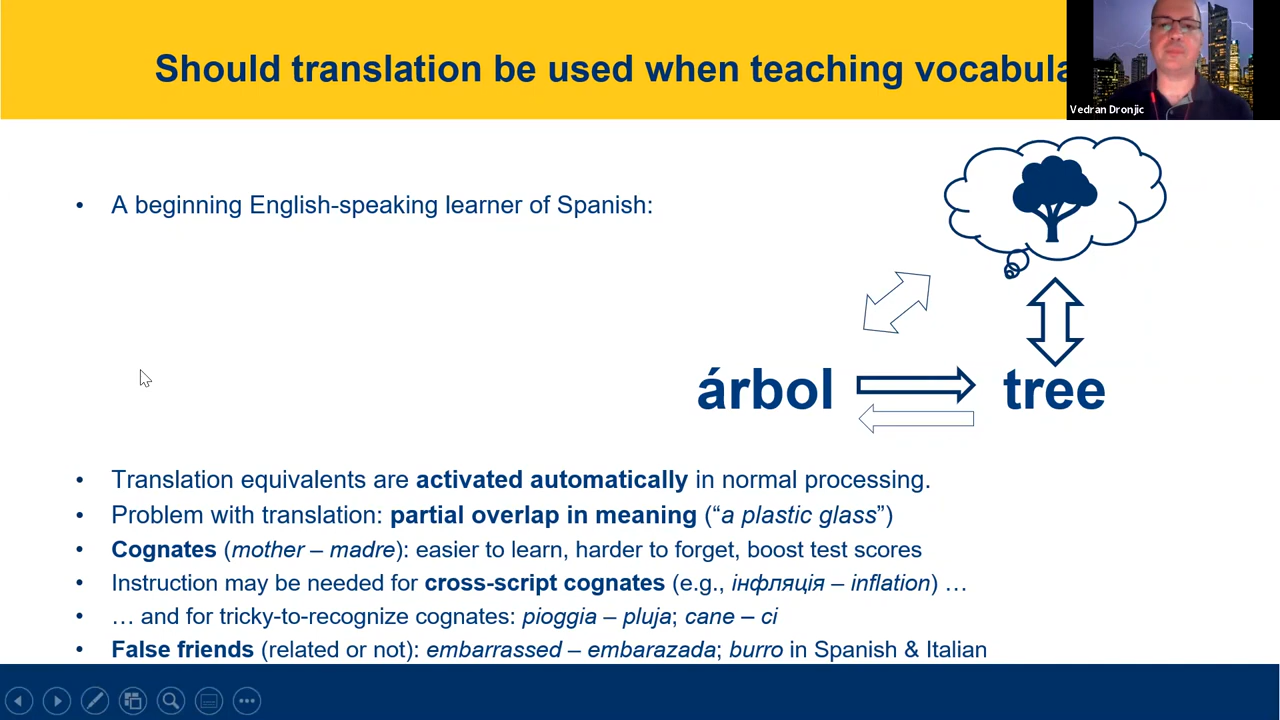 Should translation be used when teaching vocabula
Vedran Dronjic
• A beginning English-speaking learner of Spanish:
árbol tree
• Translation equivalents are activated automatically in normal processing.
• Problem with translation: partial overlap in meaning (“a plastic glass”)
• Cognates (mother – madre): easier to learn, harder to forget, boost test scores
• Instruction may be needed for cross-script cognates (e.g., інфляція – inflation) …
• … and for tricky-to-recognize cognates: pioggia – pluja; cane – ci
• False friends (related or not): embarrassed – embarazada; burro in Spanish & Italian